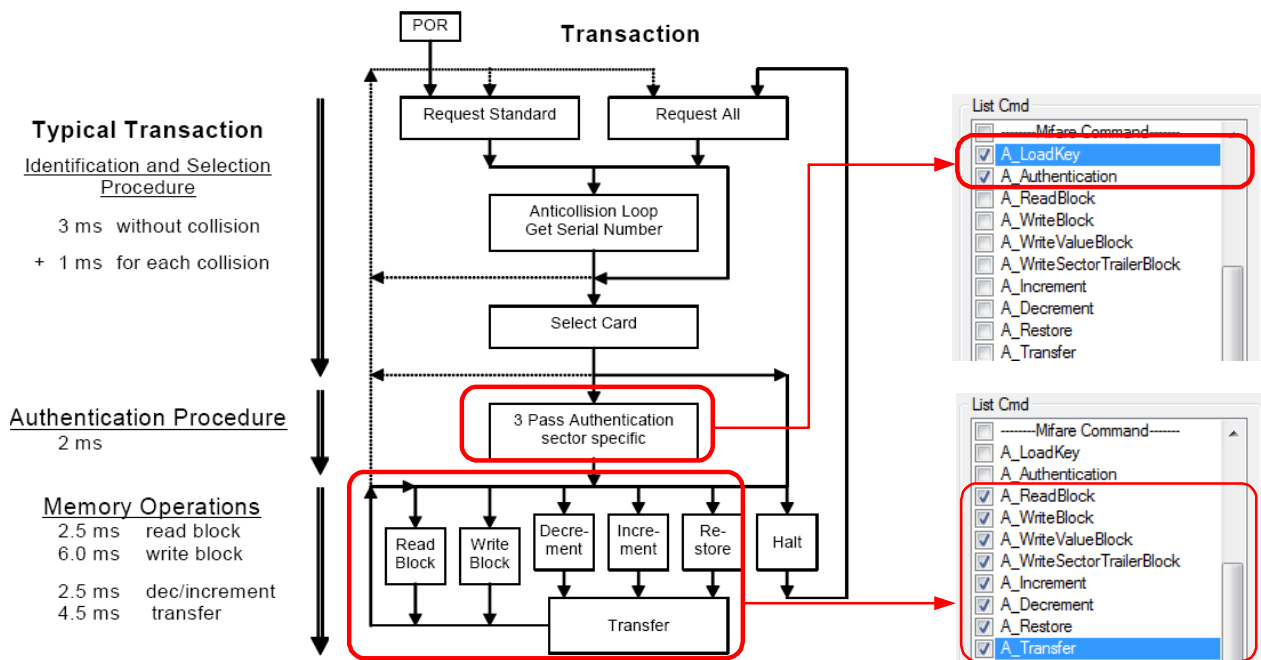 POR
Transaction
Request Standard
Request All
Typical Transaction
Identification and Selection
Procedure
3 ms without collision
+ 1 ms for each collision
Anticollision Loop
Get Serial Number
Select Card
Authentication Procedure
2 ms
3 Pass Authentication
sector specific
Memory Operations
2.5 ms read block
6.0 ms write block
2.5 ms dec/increment
4.5 ms transfer
Read
Block
Write
Block
Decre-
ment
Incre-
ment
Re-
store
Halt
Transfer
List Cmd
--------Mifare Command-------
A_LoadKey
A_Authentication
A_ReadBlock
A_WriteBlock
A_WriteValueBlock
A_WriteSectorTrailerBlock
A_Increment
A_Decrement
A_Restore
A_Transfer
List Cmd
--------Mifare Command-------
A_LoadKey
A_Authentication
A_ReadBlock
A_WriteBlock
A_WriteValueBlock
A_WriteSectorTrailerBlock
A_Increment
A_Decrement
A_Restore
A_Transfer